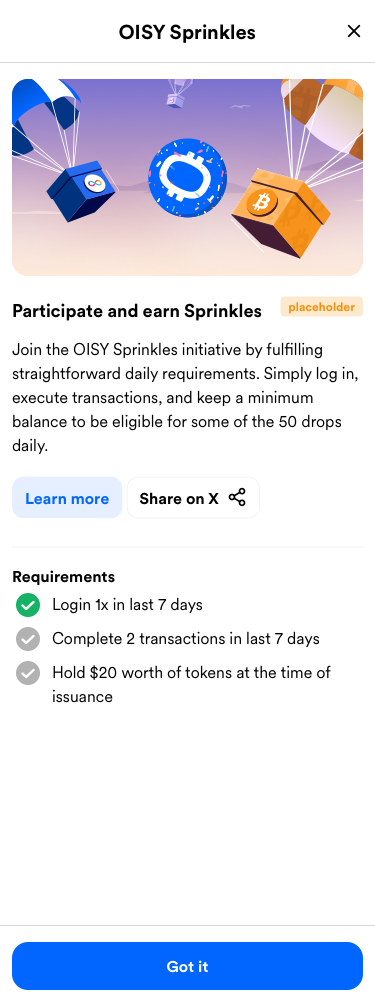 OISY Sprinkles
Participate and earn Sprinkles
placeholder
Join the OISY Sprinkles initiative by fulfilling
straightforward daily requirements. Simply log in,
execute transactions, and keep a minimum
balance to be eligible for some of the 50 drops
daily.
Learn more
Share on X
Requirements
Login 1x in last 7 days
Complete 2 transactions in last 7 days
Hold $20 worth of tokens at the time of
issuance
Got it